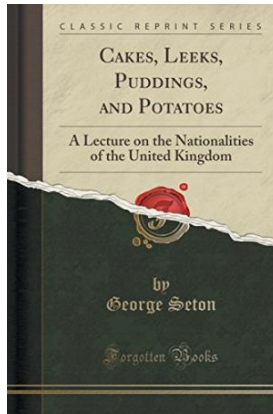 CLASSIC REPRINT SERIES
CAKES, LEEKS,
PUDDINGS,
AND POTATOES
A Lecture on the Nationalities
of the United Kingdom
by
George Seton
Forgotten Books